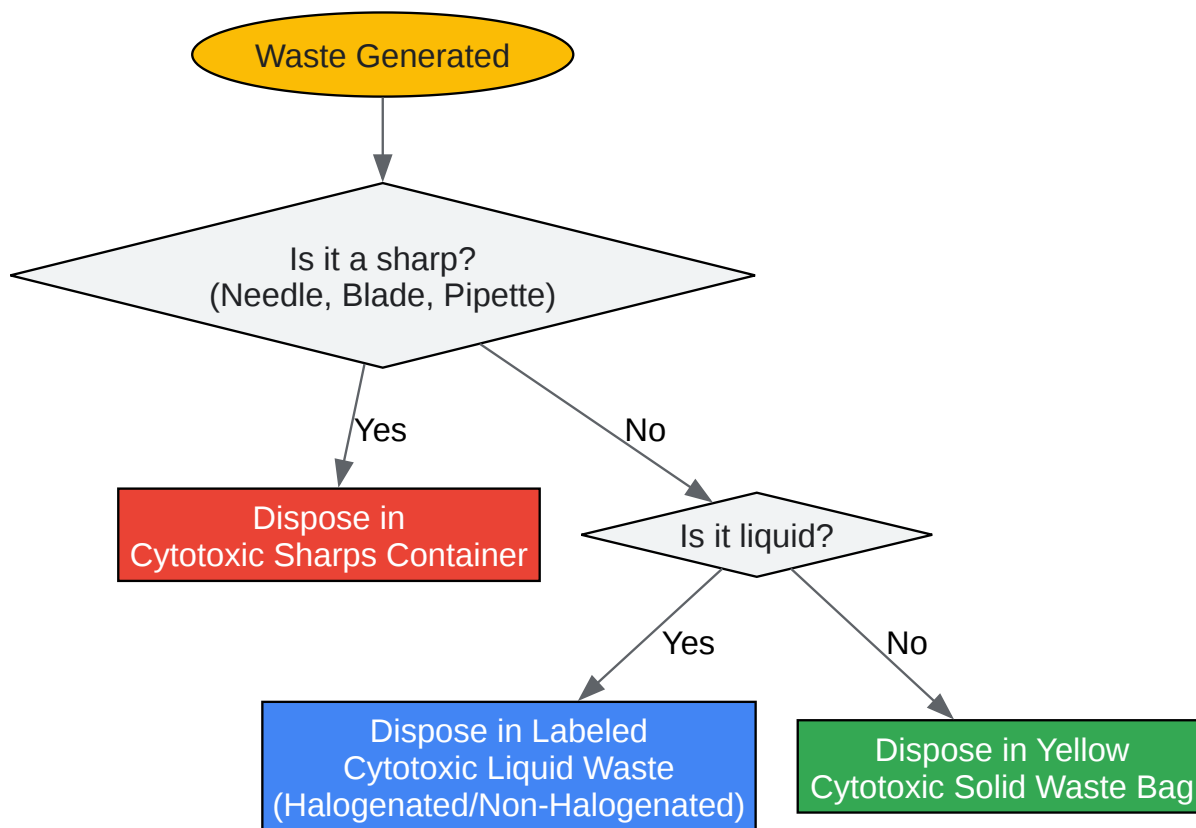 Waste Generated
Is it a sharp?
(Needle, Blade, Pipette)
Yes
No
Dispose in
Cytotoxic Sharps Container
Is it liquid?
Yes
No
Dispose in Labeled
Cytotoxic Liquid Waste
(Halogenated/Non-Halogenated)
Dispose in Yellow
Cytotoxic Solid Waste Bag